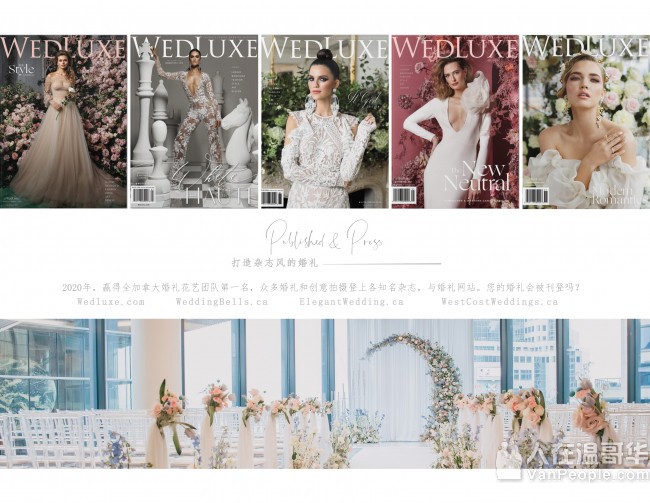 WEDLUXE WEDLUXE WEDLUXE WEDLUXE WEDLUXE
Style
The
New
Neutral
Modern
Romantic
Published & Press
打造杂志风的婚礼
2020年，赢得全加拿大婚礼花艺团队第一名，众多婚礼和创意拍摄登上各知名杂志，与婚礼网站。您的婚礼会被刊登吗？
Wedluxe.com WeddingBells.ca ElegantWedding.ca WestCostWeddings.ca
人在温哥华
VanPeople.com